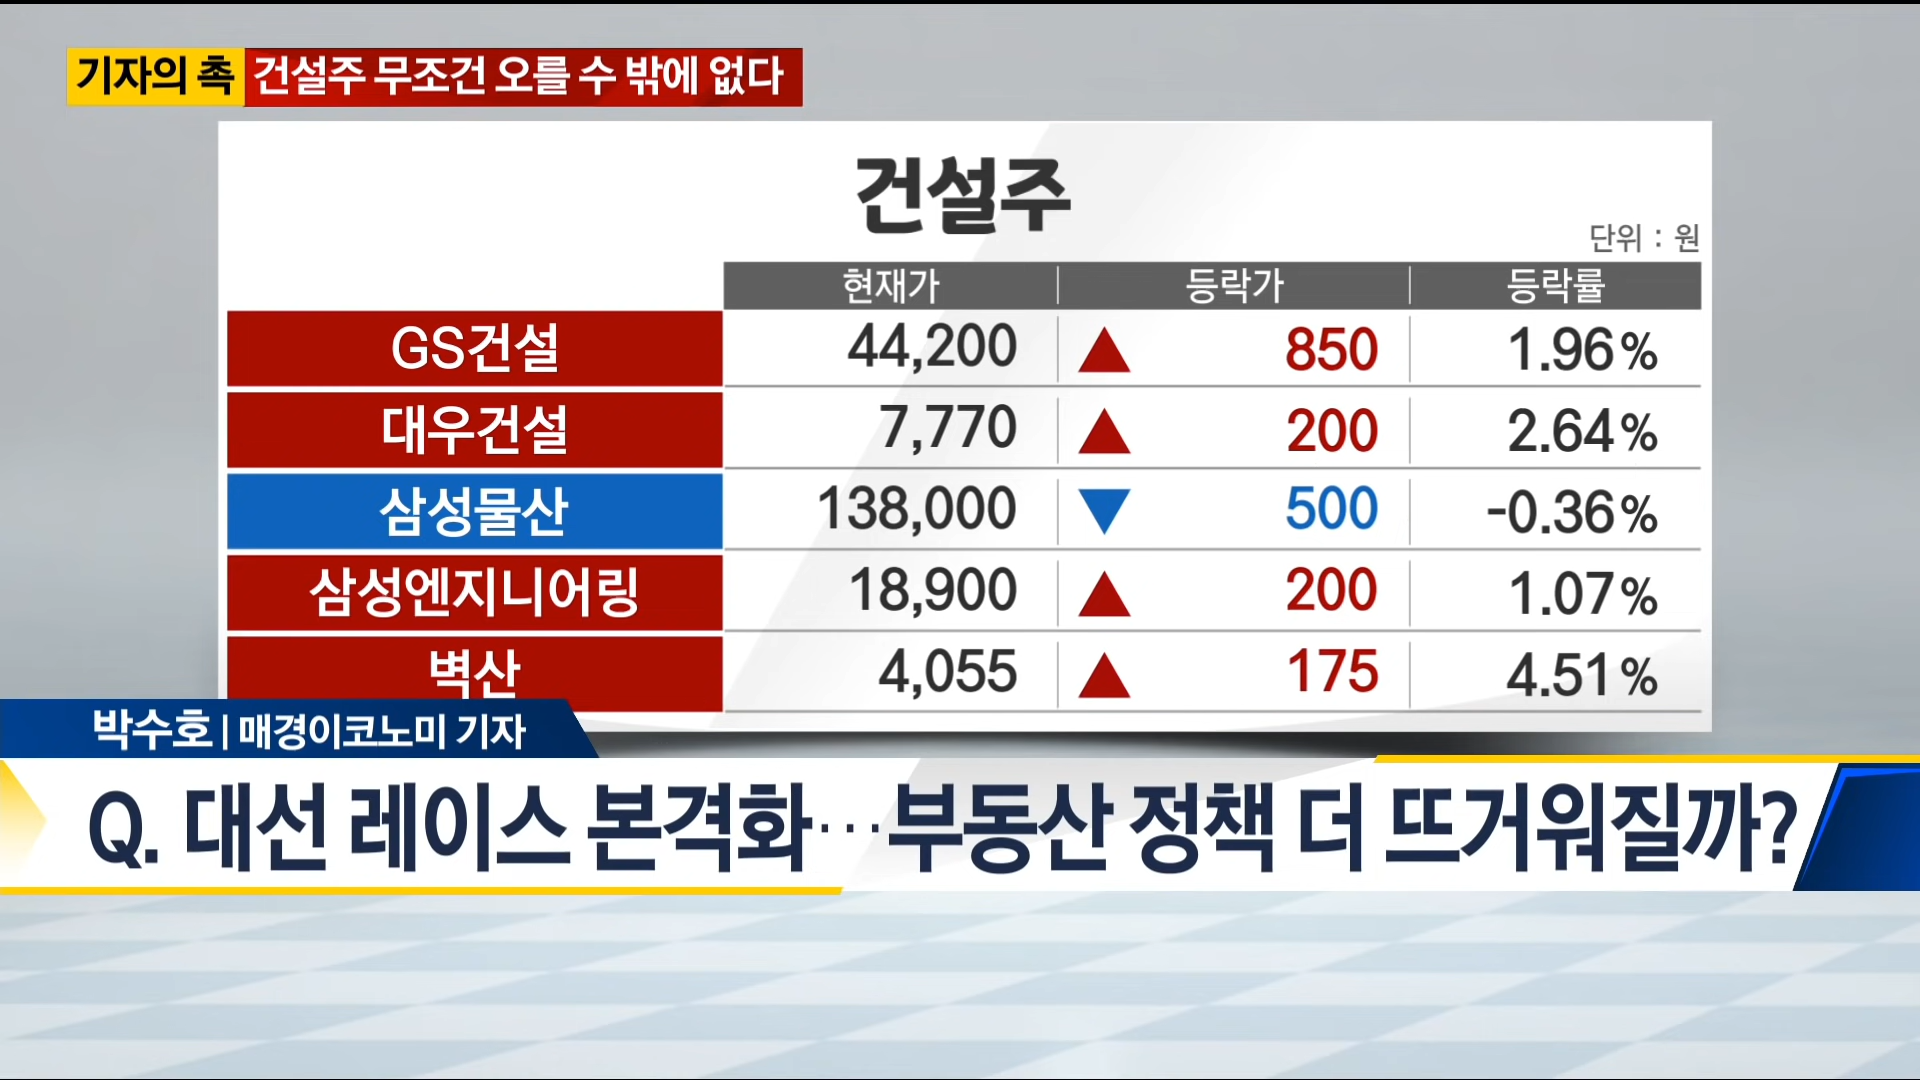 기자의 촉 건설주 무조건 오를 수 밖에 없다
건설주
단위 : 원
현재가 등락가 등락률
GS건설 44,200 ▲ 850 1.96%
대우건설 7,770 ▲ 200 2.64%
삼성물산 138,000 ▼ 500 -0.36%
삼성엔지니어링 18,900 ▲ 200 1.07%
벽산 4,055 ▲ 175 4.51%
박수호 | 매경이코노미 기자
Q. 대선 레이스 본격화…부동산 정책 더 뜨거워질까?